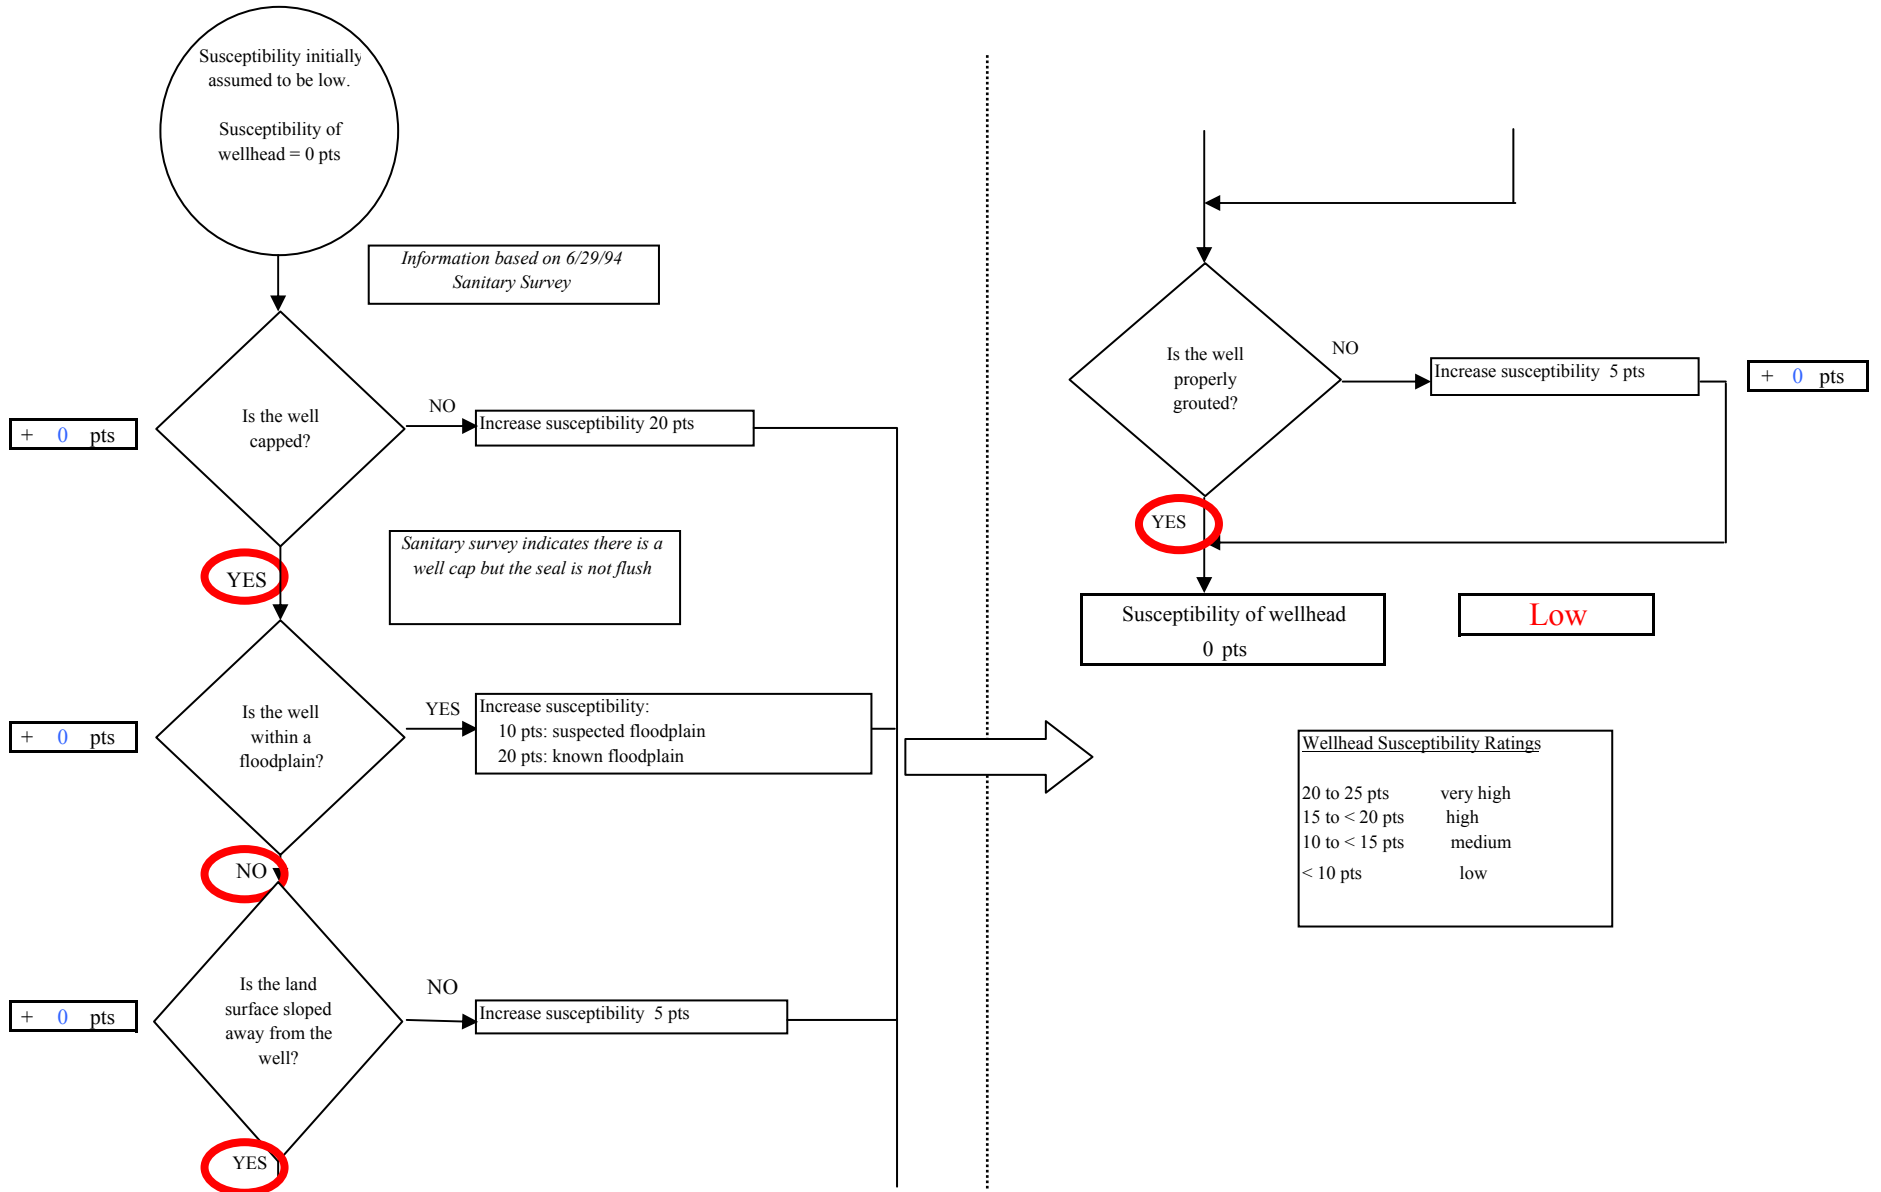 Susceptibility initially
assumed to be low.
Susceptibility of
wellhead = 0 pts
Information based on 6/29/94
Sanitary Survey
Is the well
capped?
NO
Increase susceptibility 20 pts
+ 0 pts
YES
Sanitary survey indicates there is a
well cap but the seal is not flush
Is the well
within a
floodplain?
YES
Increase susceptibility:
10 pts: suspected floodplain
20 pts: known floodplain
+ 0 pts
NO
Is the land
surface sloped
away from the
well?
NO
Increase susceptibility 5 pts
+ 0 pts
YES
Is the well
properly
grouted?
NO
Increase susceptibility 5 pts
+ 0 pts
YES
Susceptibility of wellhead
0 pts
Low
Wellhead Susceptibility Ratings
20 to 25 pts very high
15 to < 20 pts high
10 to < 15 pts medium
< 10 pts low